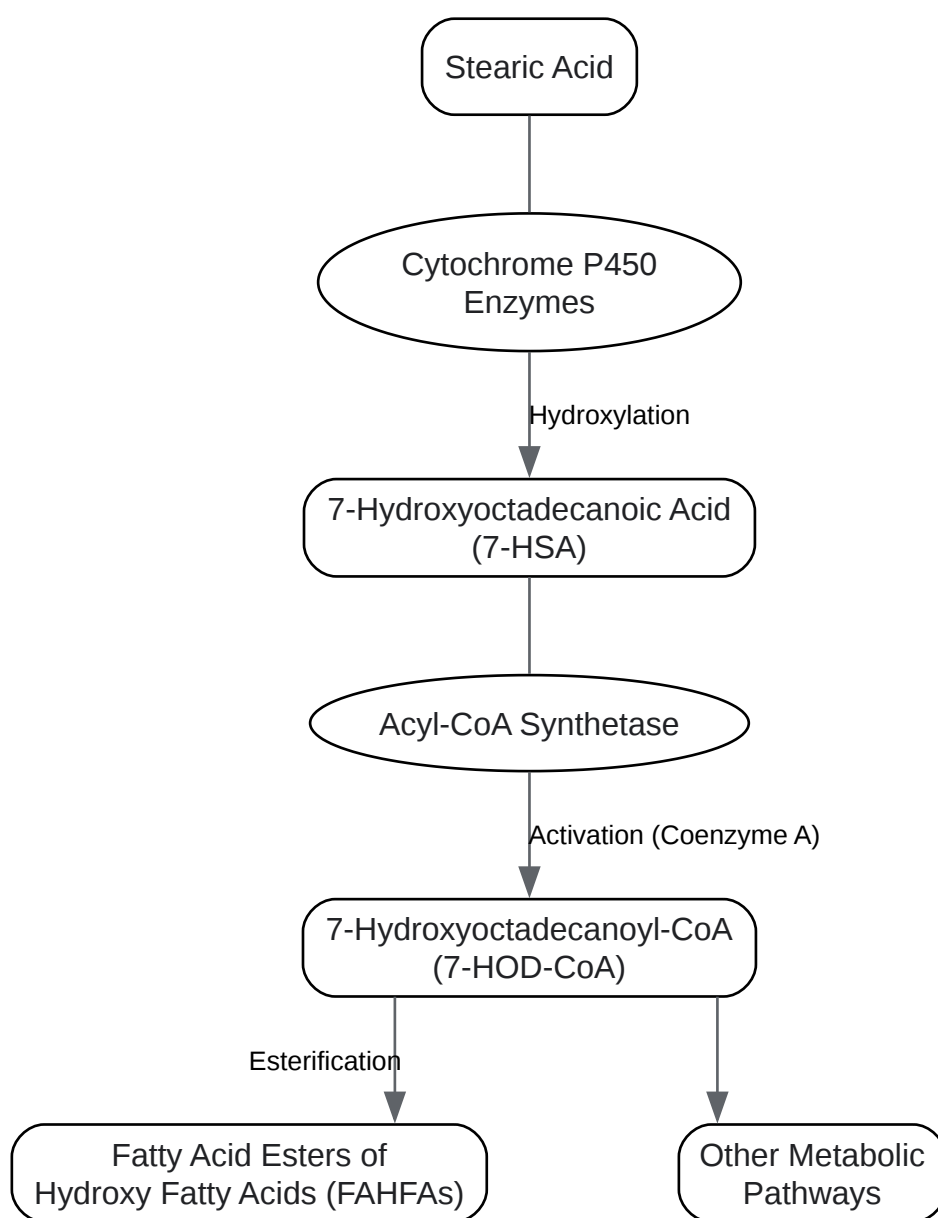 Stearic Acid
Cytochrome P450
Enzymes
Hydroxylation
7-Hydroxyoctadecanoic Acid
(7-HSA)
Acyl-CoA Synthetase
Activation (Coenzyme A)
7-Hydroxyoctadecanoyl-CoA
(7-HOD-CoA)
Esterification
Fatty Acid Esters of
Hydroxy Fatty Acids (FAHFAs)
Other Metabolic
Pathways